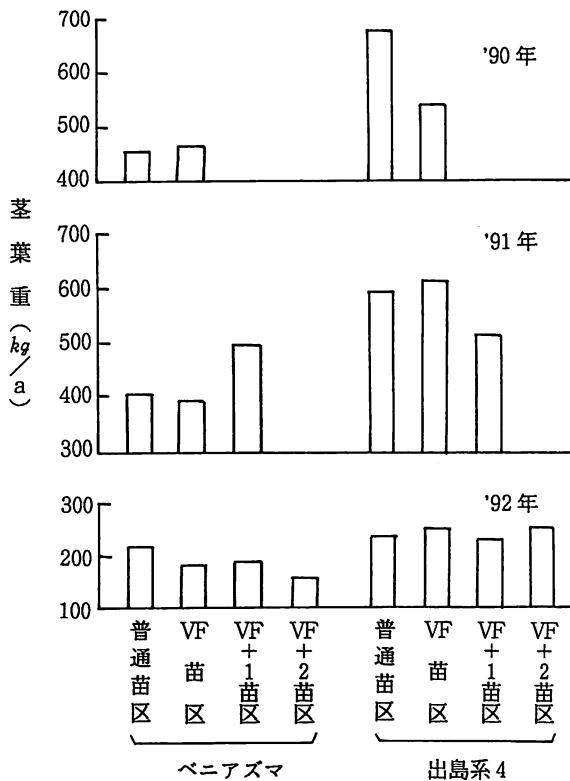 茎葉重(kg/a)
700
600
500
400
'90年
700
600
500
400
300
'91年
300
200
100
'92年
普通苗区
VF苗区
VF+1苗区
VF+2苗区
普通苗区
VF苗区
VF+1苗区
VF+2苗区
ベニアズマ
出島系4